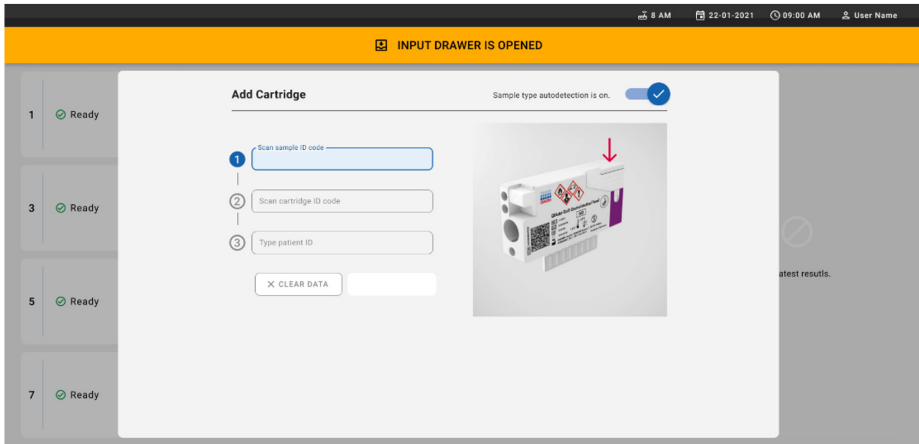 8 AM 22-01-2021 09:00 AM User Name
INPUT DRAWER IS OPENED
Add Cartridge
Sample type autodetection is on.
1 Ready
3 Ready
5 Ready
7 Ready
1 Scan sample ID code
2 Scan cartridge ID code
3 Type patient ID
CLEAR DATA
atest resutls.